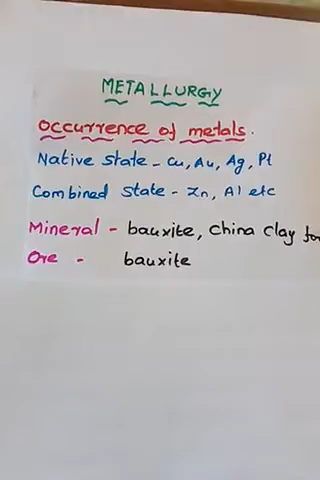 METALLURGY
Occurrence of metals.
Native state - Cu, Au, Ag, Pt
Combined state - Zn, Al etc
Mineral - bauxite, China clay for
Ore - bauxite